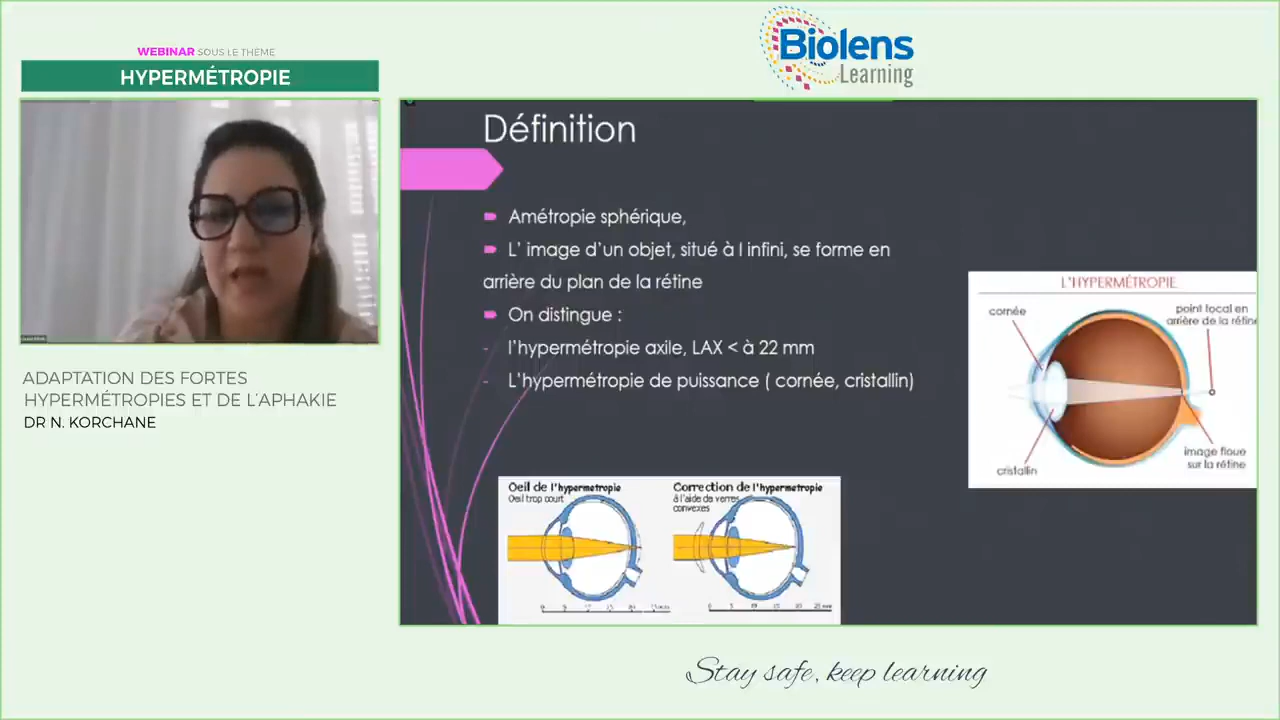 WEBINAR SOUS LE THÈME
HYPERMÉTROPIE
Biolens
Learning
ADAPTATION DES FORTES
HYPERMÉTROPIES ET DE L'APHAKIE
DR N. KORCHANE
Définition
Amétropie sphérique,
L' image d'un objet, situé à l infini, se forme en
arrière du plan de la rétine
On distingue :
- l'hypermétropie axile, LAX < à 22 mm
- L'hypermétropie de puissance ( cornée, cristallin)
L'HYPERMÉTROPIE
cornée
point focal en
arrière de la rétine
cristallin
image floue
sur la rétine
Oeil de l'hypermetropie
Oeil trop court
Correction de l'hypermetropie
à l'aide de verres
convexes
Stay safe, keep learning